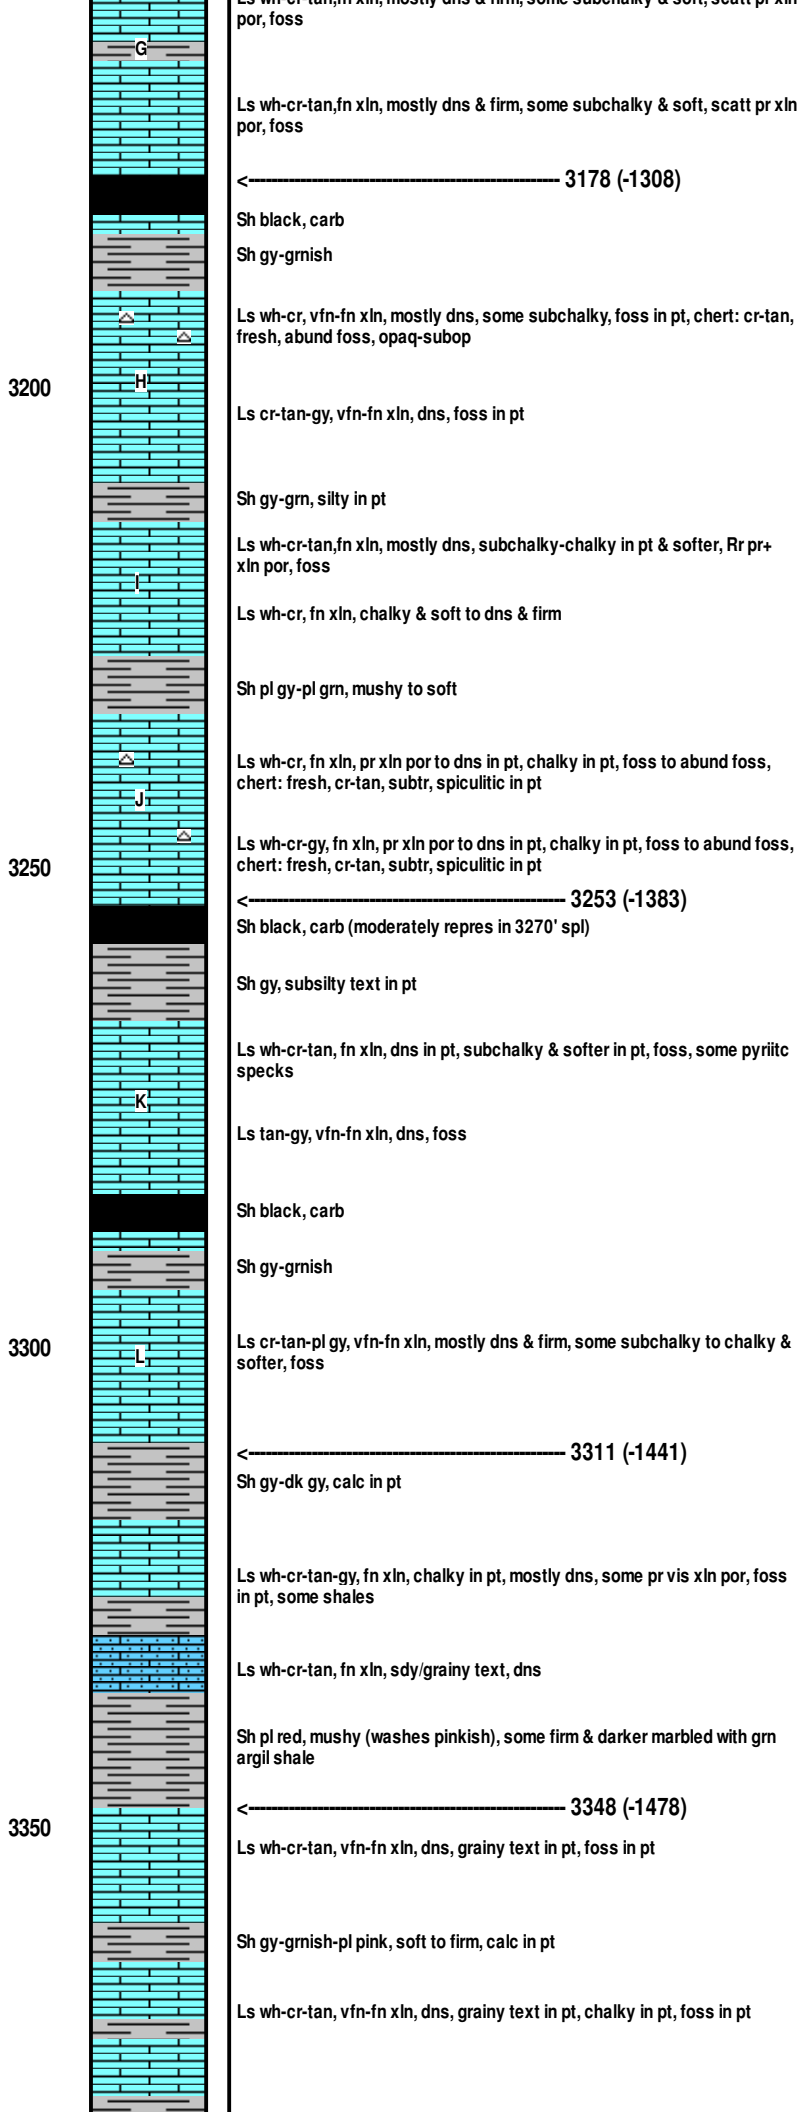 Ls wh-cr-tan,fn xln, mostly dns & firm, some subchalky & soft, scatt pr xln
por, foss
G
Ls wh-cr-tan,fn xln, mostly dns & firm, some subchalky & soft, scatt pr xln
por, foss
<------------------------------------------------------- 3178 (-1308)
Sh black, carb
Sh gy-grnish
Ls wh-cr, vfn-fn xln, mostly dns, some subchalky, foss in pt, chert: cr-tan,
fresh, abund foss, opaq-subop
H
3200
Ls cr-tan-gy, vfn-fn xln, dns, foss in pt
Sh gy-grn, silty in pt
Ls wh-cr-tan,fn xln, mostly dns, subchalky-chalky in pt & softer, Rr pr+
xln por, foss
I
Ls wh-cr, fn xln, chalky & soft to dns & firm
Sh pl gy-pl grn, mushy to soft
Ls wh-cr, fn xln, pr xln por to dns in pt, chalky in pt, foss to abund foss,
chert: fresh, cr-tan, subtr, spiculitic in pt
J
Ls wh-cr-gy, fn xln, pr xln por to dns in pt, chalky in pt, foss to abund foss,
chert: fresh, cr-tan, subtr, spiculitic in pt
3250
<-------------------------------------------------------- 3253 (-1383)
Sh black, carb (moderately repres in 3270' spl)
Sh gy, subsilty text in pt
Ls wh-cr-tan, fn xln, dns in pt, subchalky & softer in pt, foss, some pyriitc
specks
K
Ls tan-gy, vfn-fn xln, dns, foss
Sh black, carb
Sh gy-grnish
Ls cr-tan-pl gy, vfn-fn xln, mostly dns & firm, some subchalky to chalky &
softer, foss
3300
L
<-------------------------------------------------------- 3311 (-1441)
Sh gy-dk gy, calc in pt
Ls wh-cr-tan-gy, fn xln, chalky in pt, mostly dns, some pr vis xln por, foss
in pt, some shales
Ls wh-cr-tan, fn xln, sdy/grainy text, dns
Sh pl red, mushy (washes pinkish), some firm & darker marbled with grn
argil shale
<-------------------------------------------------------- 3348 (-1478)
3350
Ls wh-cr-tan, vfn-fn xln, dns, grainy text in pt, foss in pt
Sh gy-grnish-pl pink, soft to firm, calc in pt
Ls wh-cr-tan, vfn-fn xln, dns, grainy text in pt, chalky in pt, foss in pt